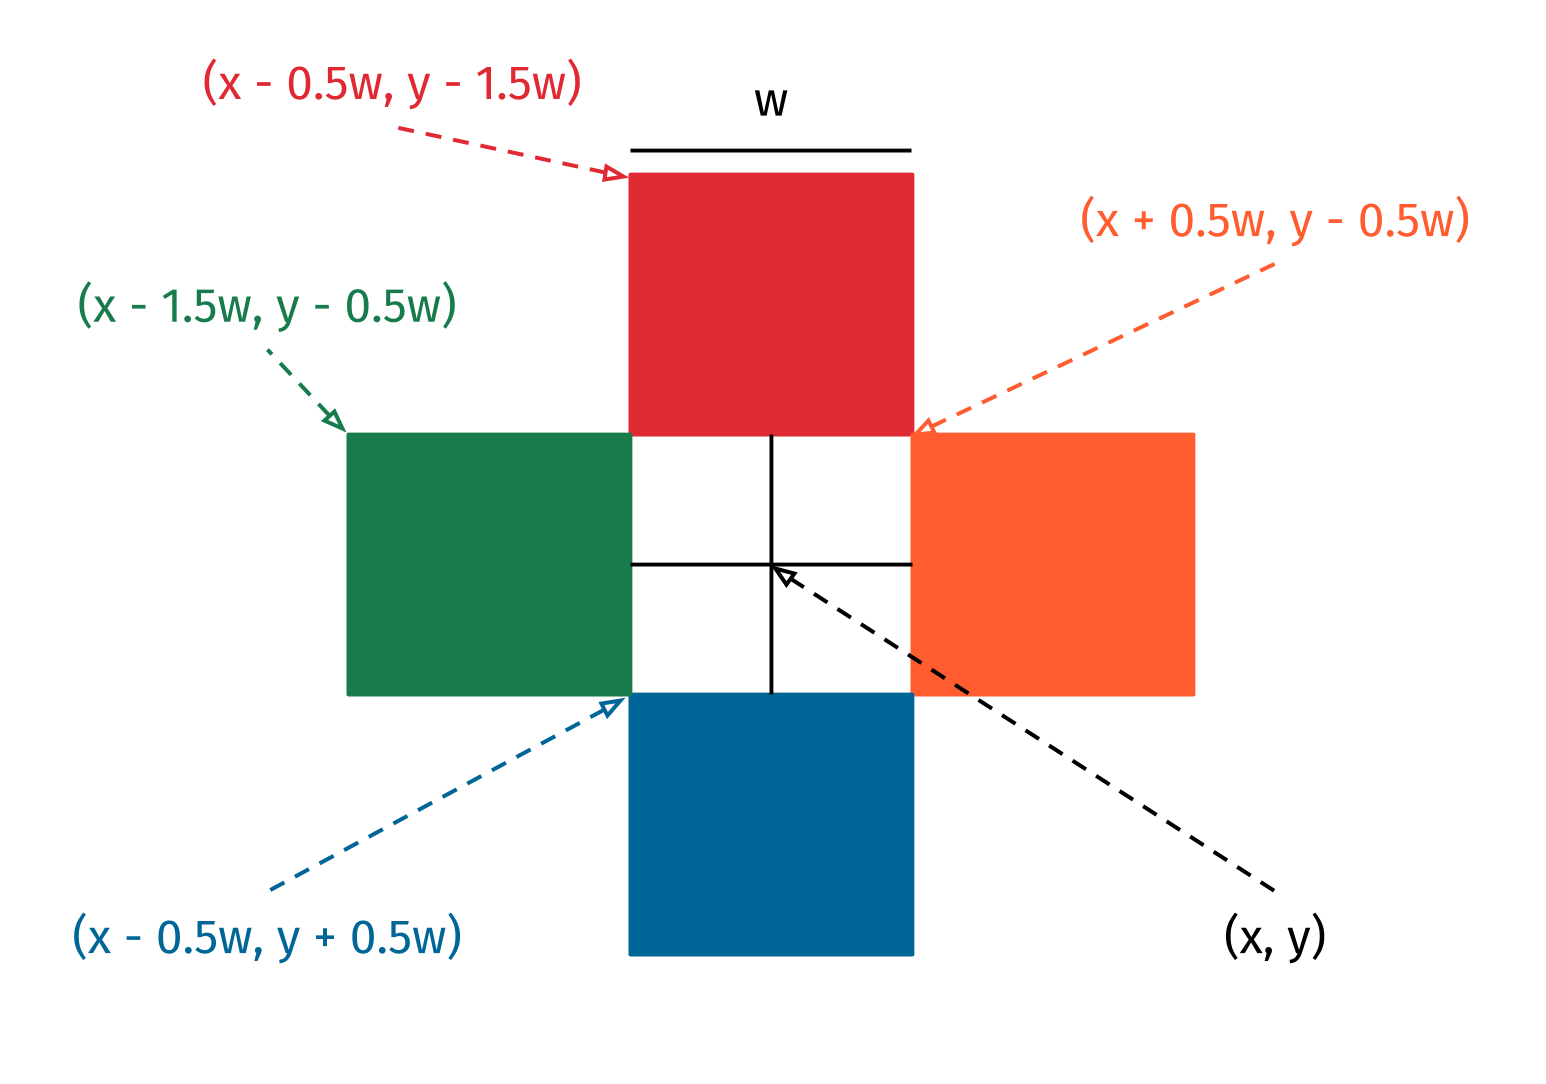 (x - 0.5w, y - 1.5w)
w
(x + 0.5w, y - 0.5w)
(x - 1.5w, y - 0.5w)
(x - 0.5w, y + 0.5w)
(x, y)